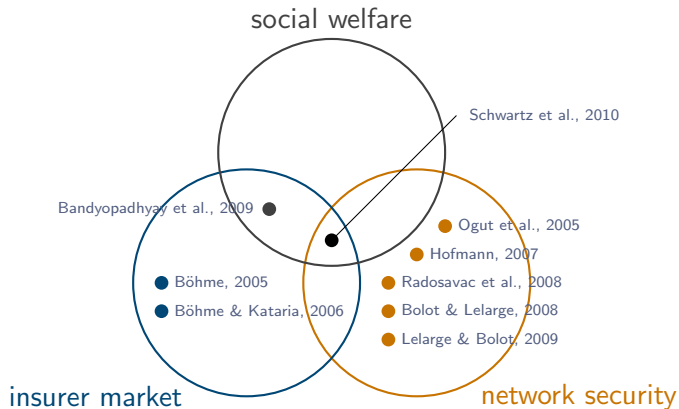 social welfare
Schwartz et al., 2010
Bandyopadhyay et al., 2009
Ogut et al., 2005
Hofmann, 2007
Böhme, 2005
Radosavac et al., 2008
Böhme & Kataria, 2006
Bolot & Lelarge, 2008
Lelarge & Bolot, 2009
insurer market
network security